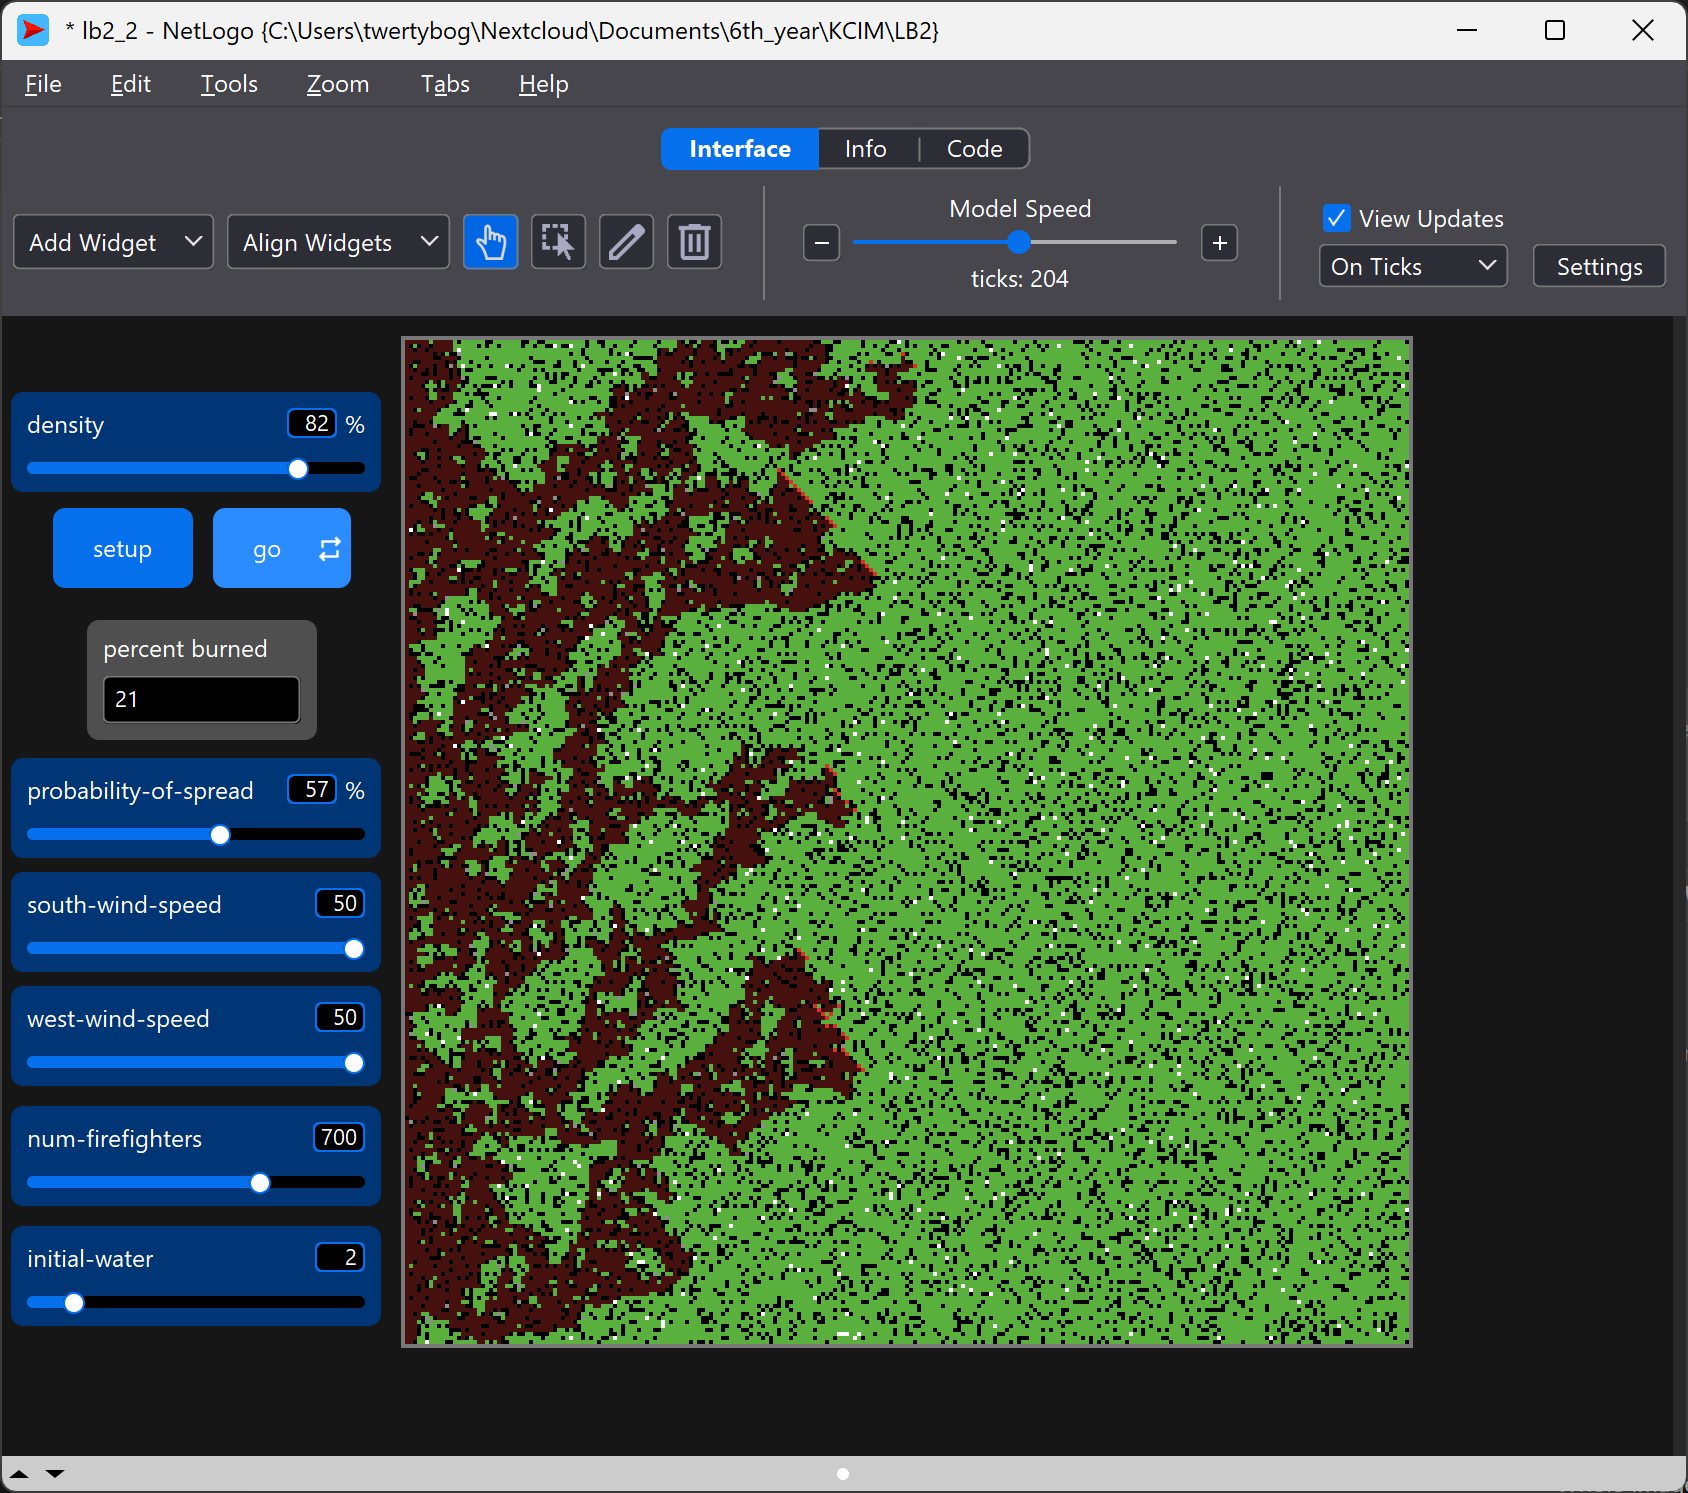 * lb2_2 - NetLogo {C:\Users\twertybog\Nextcloud\Documents\6th_year\KCIM\LB2}
File Edit Tools Zoom Tabs Help
Interface Info Code
Add Widget Align Widgets
Model Speed
ticks: 204
View Updates
On Ticks Settings
density 82 %
setup go
percent burned
21
probability-of-spread 57 %
south-wind-speed 50
west-wind-speed 50
num-firefighters 700
initial-water 2